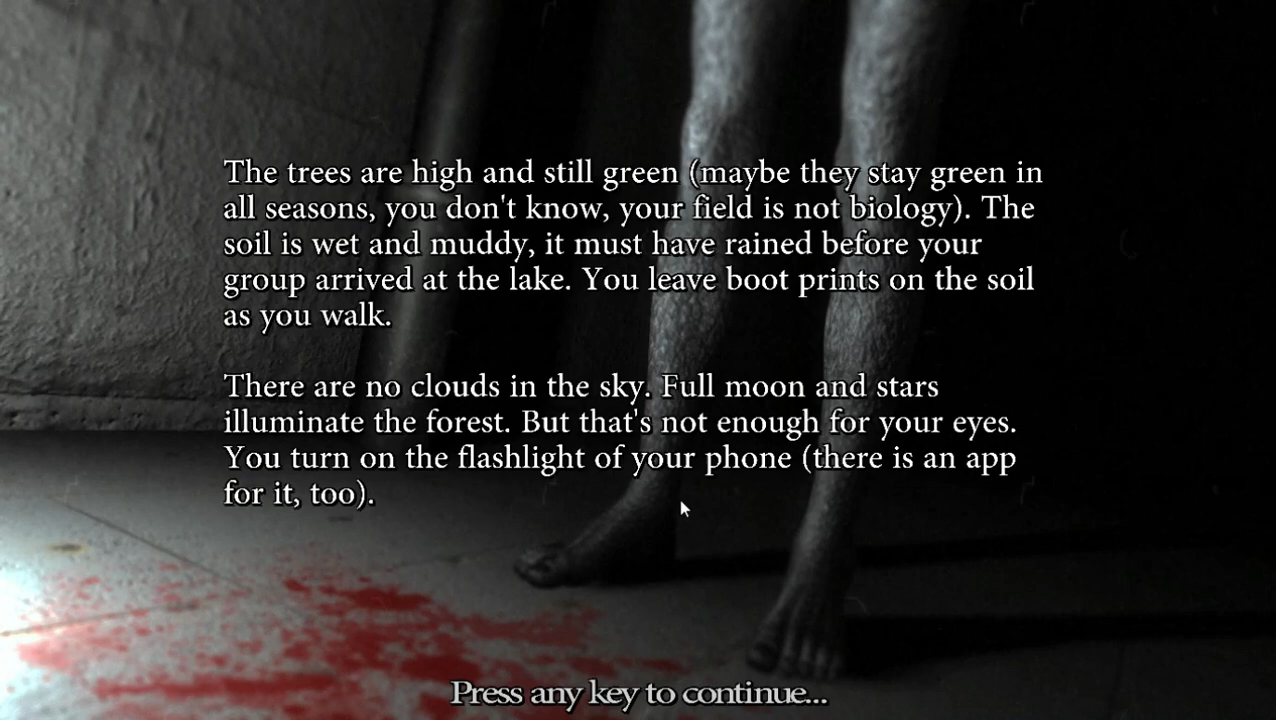 The trees are high and still green (maybe they stay green in
all seasons, you don't know, your field is not biology). The
soil is wet and muddy, it must have rained before your
group arrived at the lake. You leave boot prints on the soil
as you walk.
There are no clouds in the sky. Full moon and stars
illuminate the forest. But that's not enough for your eyes.
You turn on the flashlight of your phone (there is an app
for it, too).
Press any key to continue...